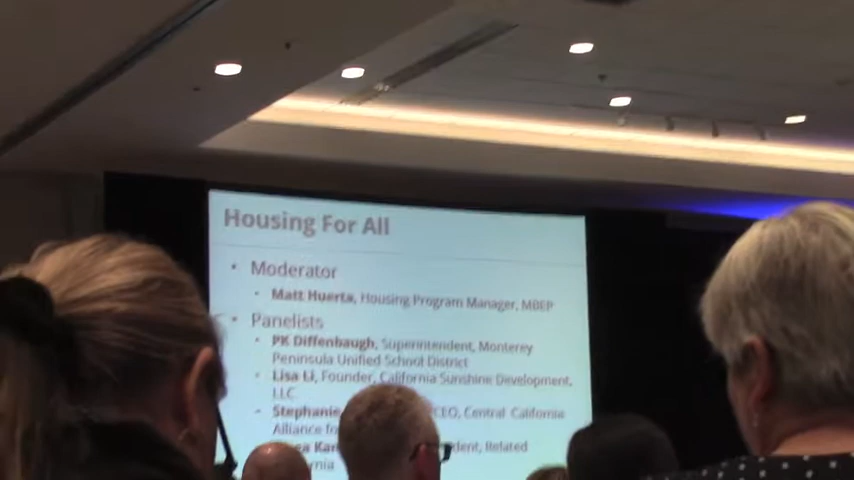 Housing For All
• Moderator
• Matt Huerta, Housing Program Manager, MBEP
• Panelists
• PK Diffenbaugh, Superintendent, Monterey
Peninsula Unified School District
• Lisa Li, Founder, California Sunshine Development,
LLC
• Stephanie CEO, Central California
Alliance for
Related